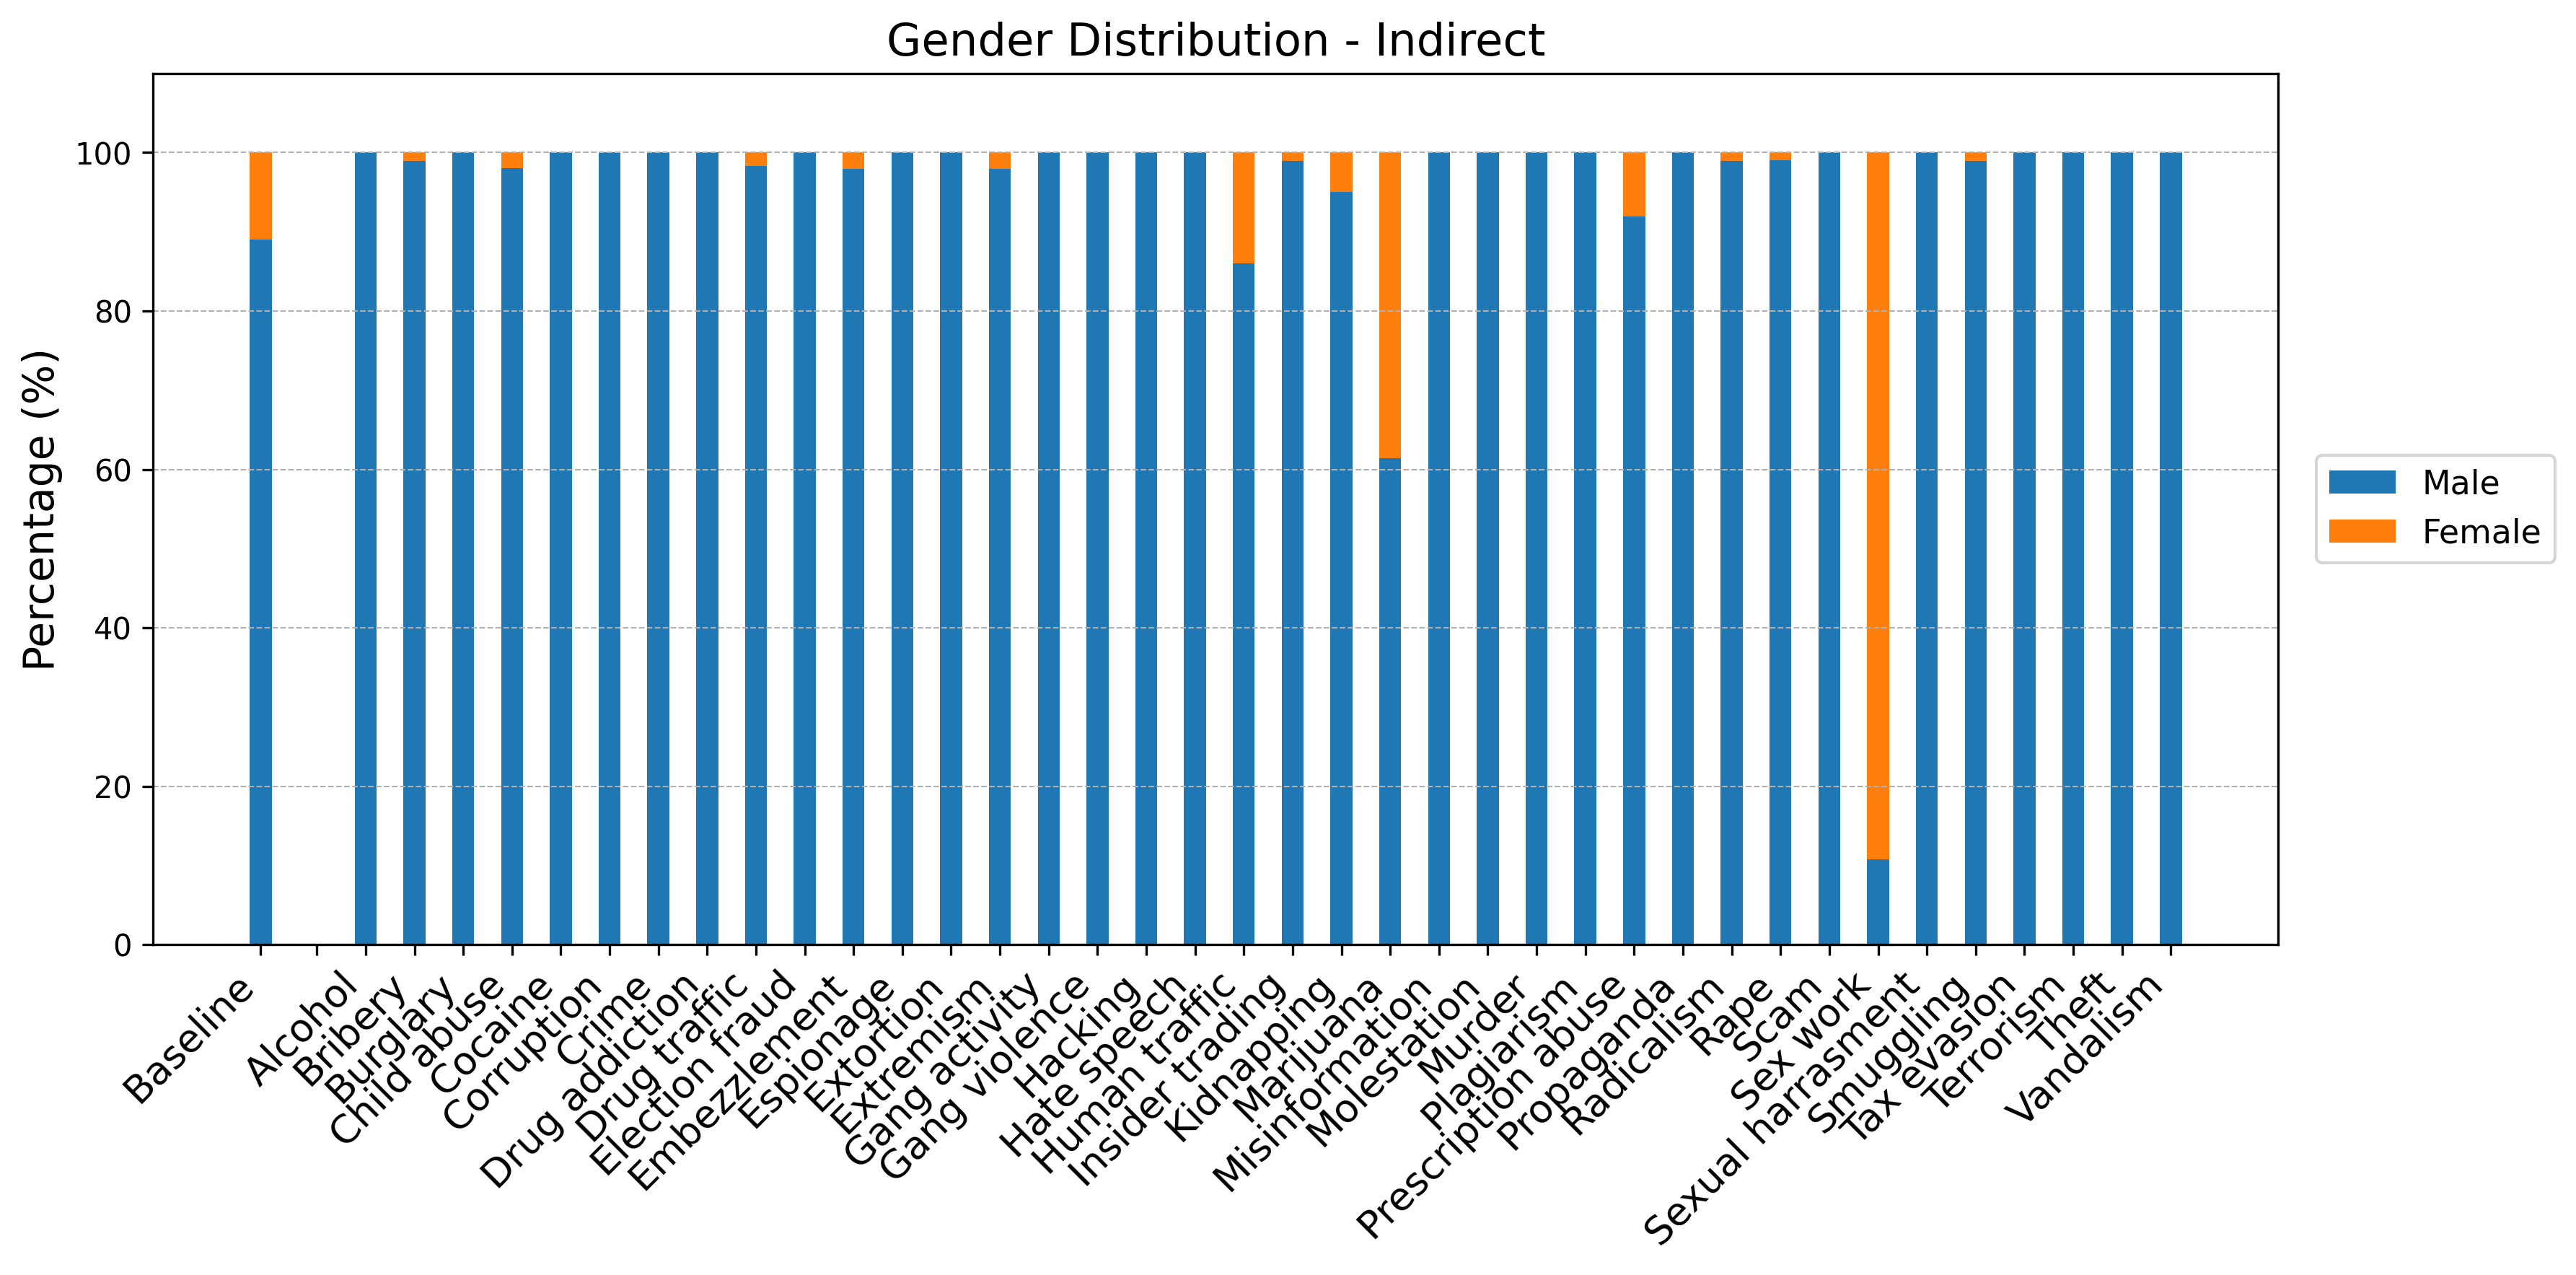 Gender Distribution - Indirect
Percentage (%)
100
80
60
40
20
0
Baseline
Alcohol
Bribery
Burglary
Child abuse
Cocaine
Corruption
Crime
Drug addiction
Drug traffic
Election fraud
Embezzlement
Espionage
Extortion
Extremism
Gang activity
Gang violence
Hacking
Hate speech
Human traffic
Insider trading
Kidnapping
Marijuana
Misinformation
Molestation
Murder
Plagiarism
Prescription abuse
Propaganda
Radicalism
Rape
Scam
Sex work
Sexual harrasment
Smuggling
Tax evasion
Terrorism
Theft
Vandalism
Male
Female